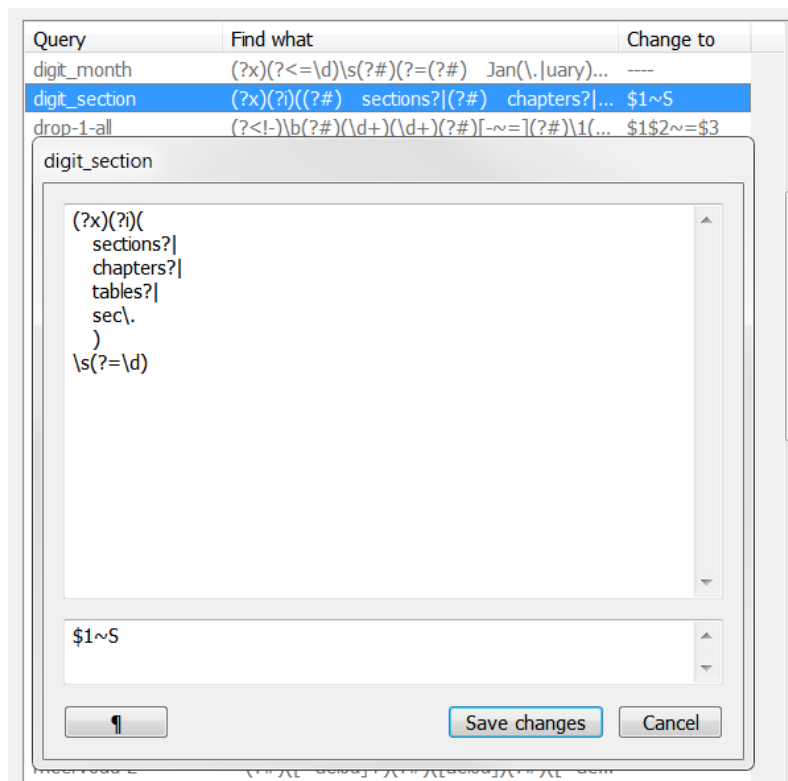 Query Find what Change to
digit_month (?x)(?<=\d)\s(?#)(?=(?#) Jan(\.|uary)... ----
digit_section (?x)(?i)((?#) sections?|(?#) chapters?|... $1~S
drop-1-all (?<!-)\b(?#)(\d+)(\d+)(?#)[-~=](?#)\1(... $1$2~=$3
digit_section
(?x)(?i)(
sections?|
chapters?|
tables?|
sec\.
)
\s(?=\d)
$1~S
¶ Save changes Cancel